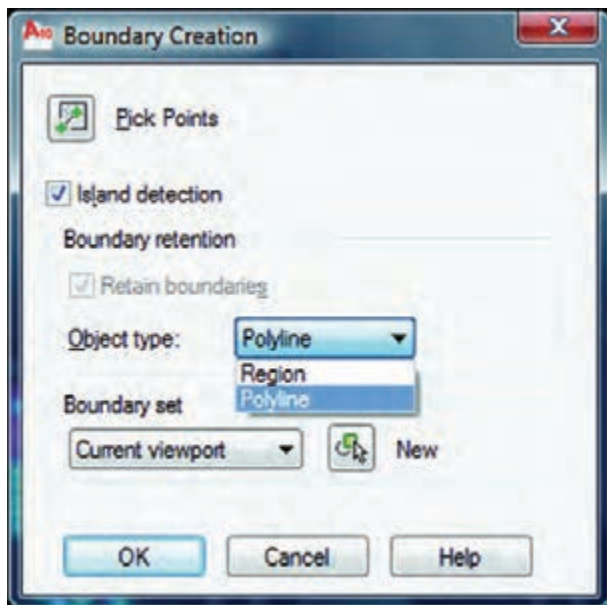 A10 Boundary Creation
Pick Points
Island detection
Boundary retention
Retain boundaries
Object type: Polyline
Region
Polyline
Boundary set
Current viewport New
OK Cancel Help